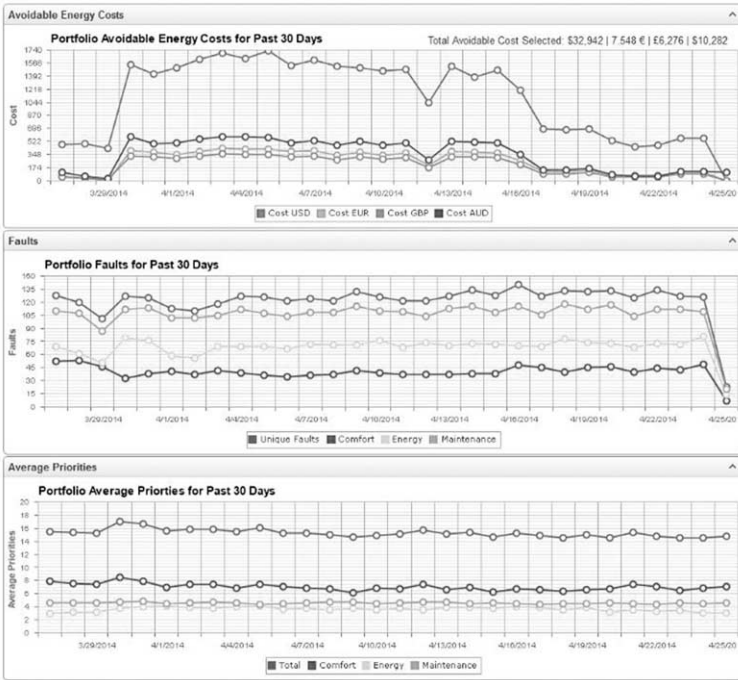 Avoidable Energy Costs
Portfolio Avoidable Energy Costs for Past 30 Days
Total Avoidable Cost Selected: $32,942 | 7.548 € | £6,276 | $10,282
1740
1568
1392
1218
1044
870
696
522
348
174
0
Cost
3/29/2014 4/1/2014 4/4/2014 4/7/2014 4/10/2014 4/13/2014 4/16/2014 4/19/2014 4/22/2014 4/25/20
Cost USD Cost EUR Cost GBP Cost AUD
Faults
Portfolio Faults for Past 30 Days
150
135
120
105
90
75
60
45
30
15
0
Faults
3/29/2014 4/1/2014 4/4/2014 4/7/2014 4/10/2014 4/13/2014 4/16/2014 4/19/2014 4/22/2014 4/25/20
Unique Faults Comfort Energy Maintenance
Average Priorities
Portfolio Average Priorties for Past 30 Days
20
18
16
14
12
10
8
6
4
2
0
Average Priorities
3/29/2014 4/1/2014 4/4/2014 4/7/2014 4/10/2014 4/13/2014 4/16/2014 4/19/2014 4/22/2014 4/25/20
Total Comfort Energy Maintenance